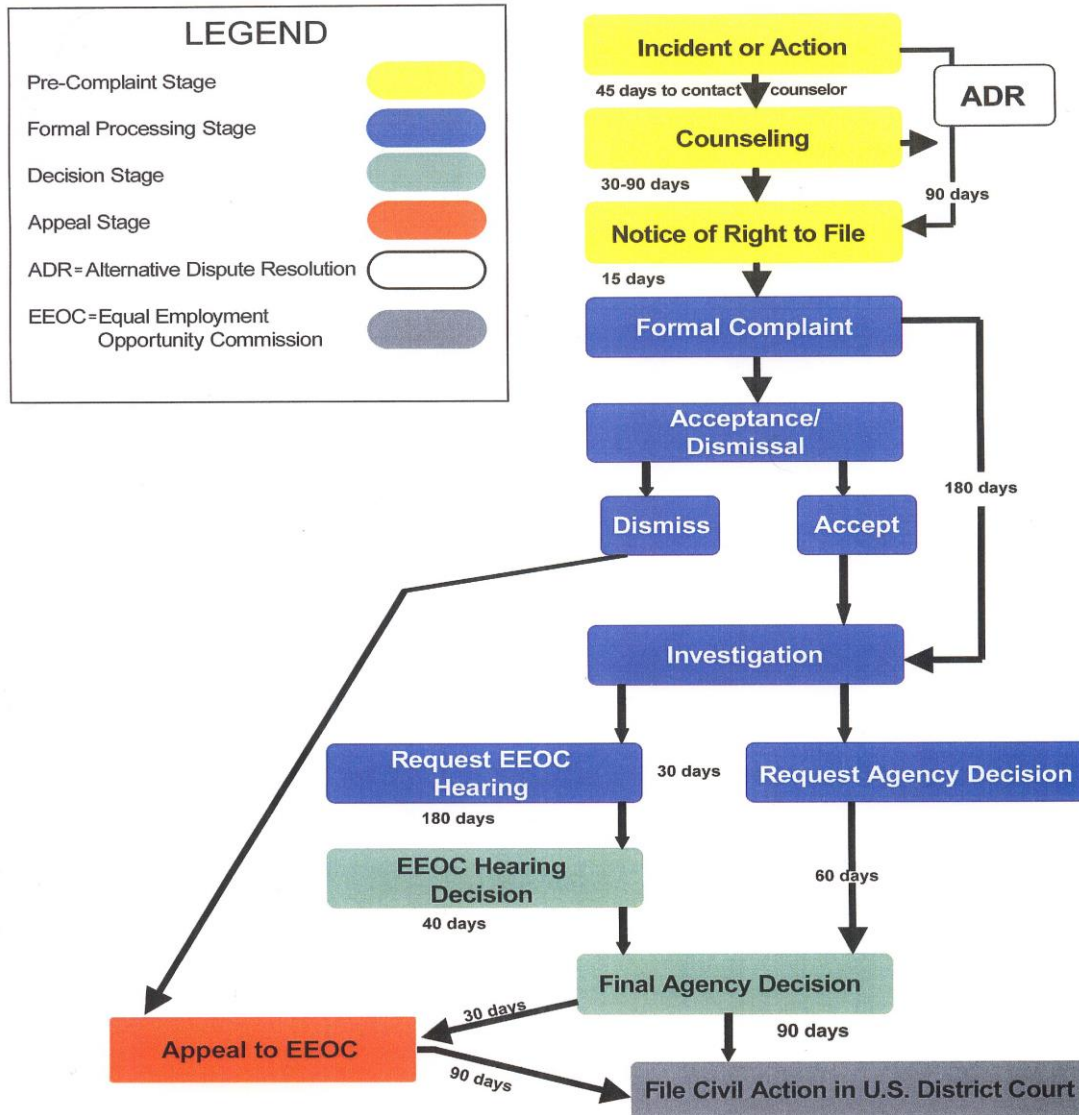 LEGEND
Pre-Complaint Stage
Formal Processing Stage
Decision Stage
Appeal Stage
ADR=Alternative Dispute Resolution
EEOC=Equal Employment
Opportunity Commission
Incident or Action
45 days to contact counselor
ADR
Counseling
30-90 days
90 days
Notice of Right to File
15 days
Formal Complaint
Acceptance/
Dismissal
180 days
Dismiss
Accept
Investigation
Request EEOC
Hearing
30 days
Request Agency Decision
180 days
EEOC Hearing
Decision
60 days
40 days
Final Agency Decision
30 days
90 days
Appeal to EEOC
90 days
File Civil Action in U.S. District Court